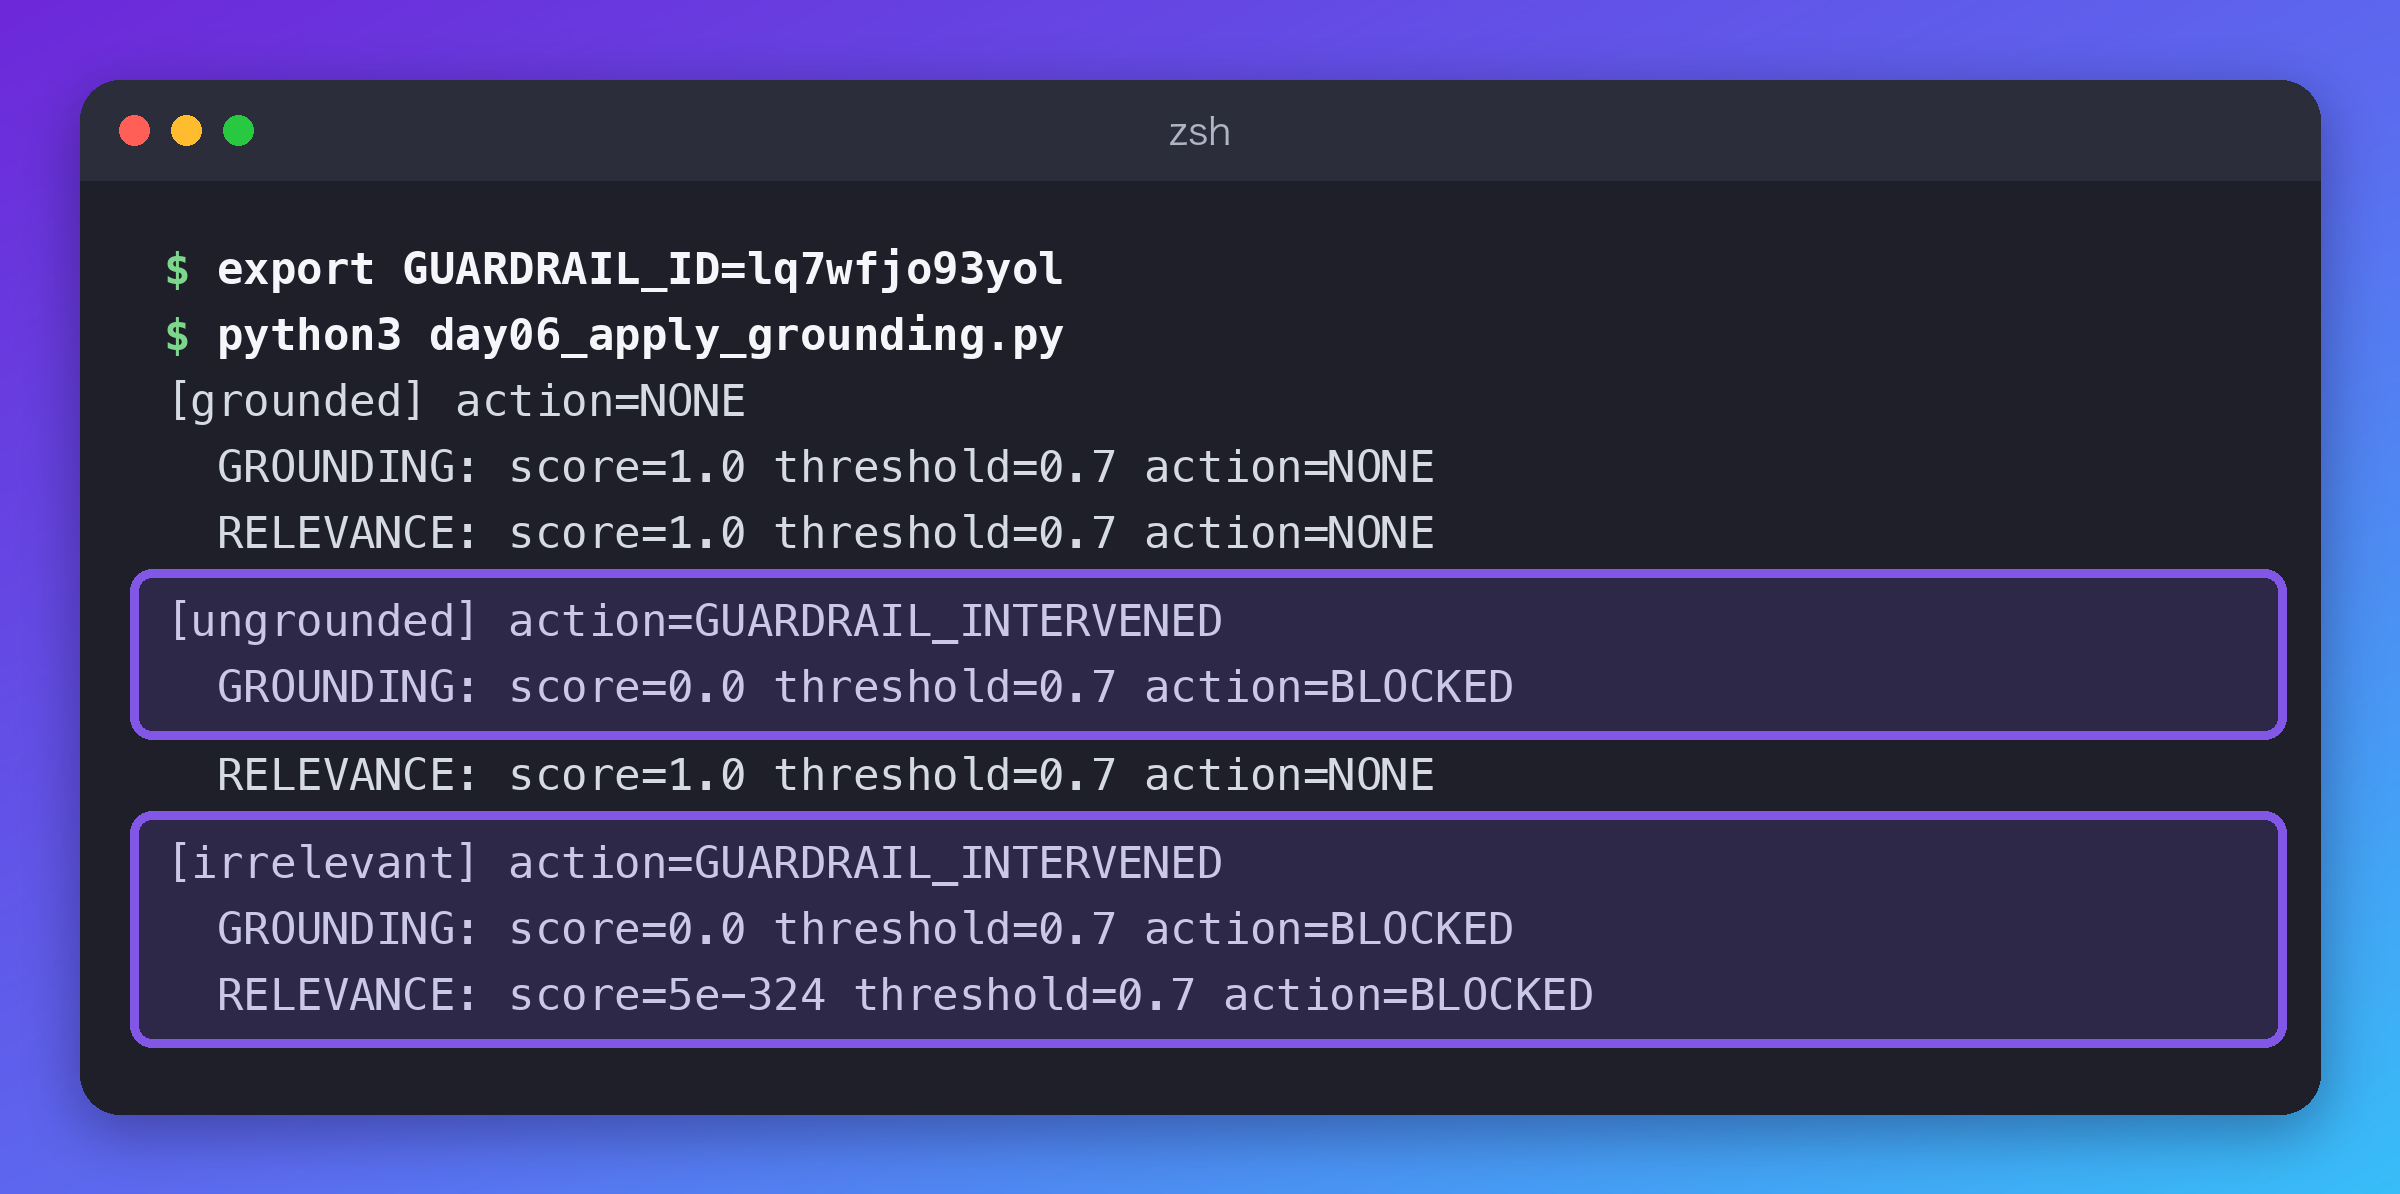 zsh
$ export GUARDRAIL_ID=lq7wfjo93yol
$ python3 day06_apply_grounding.py
[grounded] action=NONE
  GROUNDING: score=1.0 threshold=0.7 action=NONE
  RELEVANCE: score=1.0 threshold=0.7 action=NONE
[ungrounded] action=GUARDRAIL_INTERVENED
  GROUNDING: score=0.0 threshold=0.7 action=BLOCKED
  RELEVANCE: score=1.0 threshold=0.7 action=NONE
[irrelevant] action=GUARDRAIL_INTERVENED
  GROUNDING: score=0.0 threshold=0.7 action=BLOCKED
  RELEVANCE: score=5e-324 threshold=0.7 action=BLOCKED